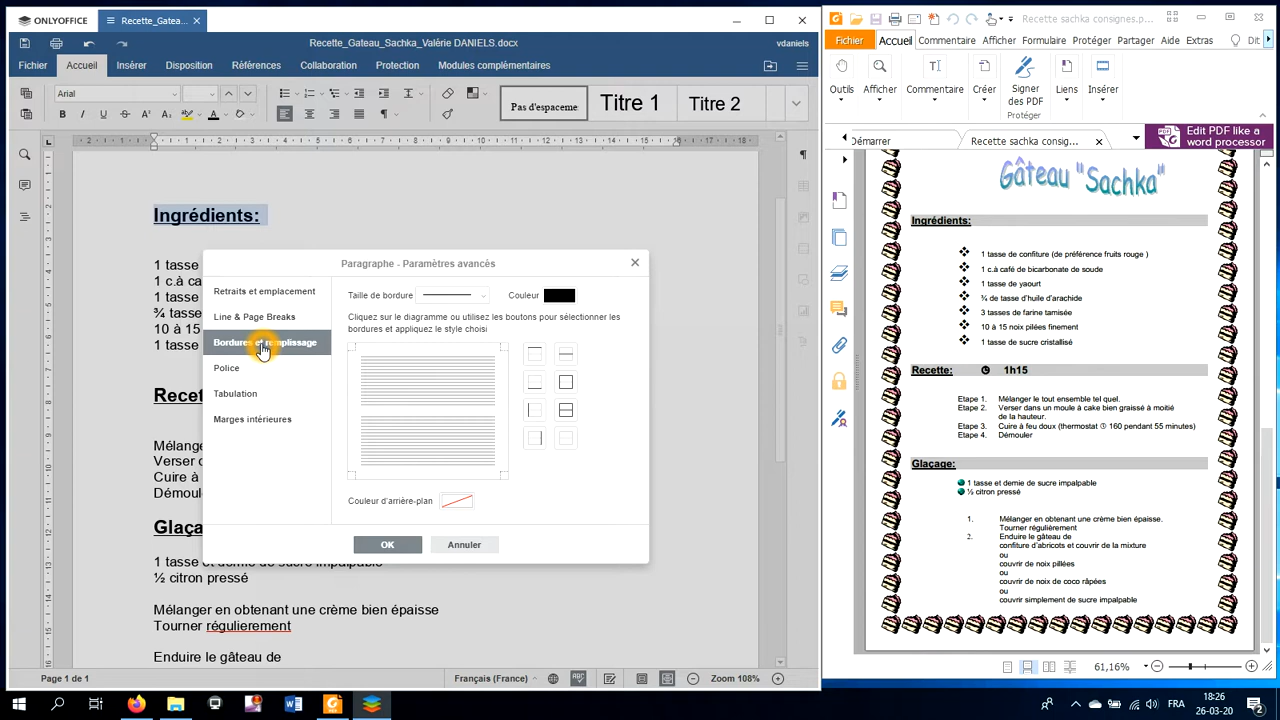 ONLYOFFICE
Recette_Gatea...
Recette_Gateau_Sachka_Valérie DANIELS.docx
vdaniels
Fichier Accueil Insérer Disposition Références Collaboration Protection Modules complémentaires
Arial
Pas d'espaceme
Titre 1
Titre 2
Ingrédients:
1 tasse
1 c.à ca
1 tasse
¾ tasse
10 à 15
1 tasse
Recet
Mélang
Verser
Cuire à
Démou
Glaça
1 tasse et demie de sucre impalpable
½ citron pressé
Mélanger en obtenant une crème bien épaisse
Tourner régulierement
Enduire le gâteau de
Paragraphe - Paramètres avancés
Retraits et emplacement
Line & Page Breaks
Bordures et remplissage
Police
Tabulation
Marges intérieures
Taille de bordure
Couleur
Cliquez sur le diagramme ou utilisez les boutons pour sélectionner les
bordures et appliquez le style choisi
Couleur d'arrière-plan
OK
Annuler
Page 1 de 1
Français (France)
Zoom 108%
Recette sachka consignes.p...
Fichier Accueil Commentaire Afficher Formulaire Protéger Partager Aide Extras Dit
Outils
Afficher
Commentaire
Créer
Signer
des PDF
Liens
Insérer
Protéger
Démarrer
Recette sachka consig...
Edit PDF like a
word processor
Gâteau "Sachka"
Ingrédients:
1 tasse de confiture (de préférence fruits rouge )
1 c.à café de bicarbonate de soude
1 tasse de yaourt
¾ de tasse d'huile d'arachide
3 tasses de farine tamisée
10 à 15 noix pilées finement
1 tasse de sucre cristallisé
Recette: 1h15
Etape 1. Mélanger le tout ensemble tel quel.
Etape 2. Verser dans un moule à cake bien graissé à moitié
de la hauteur.
Etape 3. Cuire à feu doux (thermostat 160 pendant 55 minutes)
Etape 4. Démouler
Glaçage:
1 tasse et demie de sucre impalpable
½ citron pressé
1. Mélanger en obtenant une crème bien épaisse.
Tourner régulièrement
2. Enduire le gâteau de
confiture d'abricots et couvrir de la mixture
ou
couvrir de noix pillées
ou
couvrir de noix de coco râpées
ou
couvrir simplement de sucre impalpable
61,16%
FRA
18:26
26-03-20